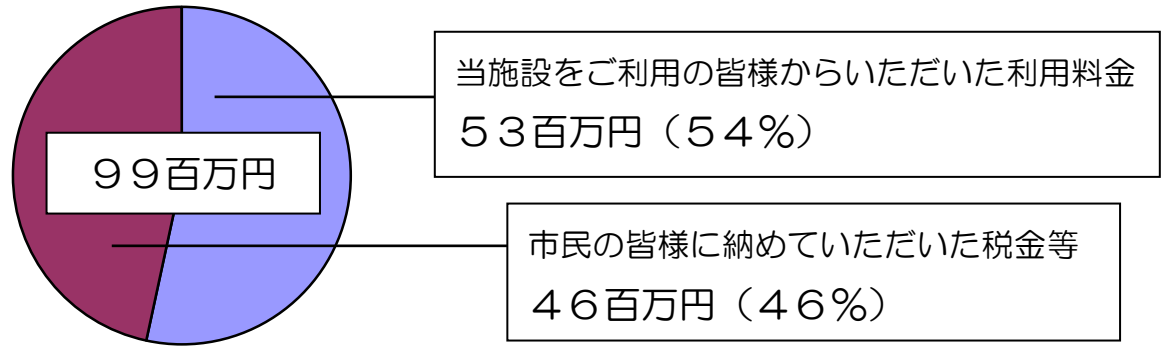 99百万円
当施設をご利用の皆様からいただいた利用料金
53百万円(54%)
市民の皆様に納めていただいた税金等
46百万円(46%)